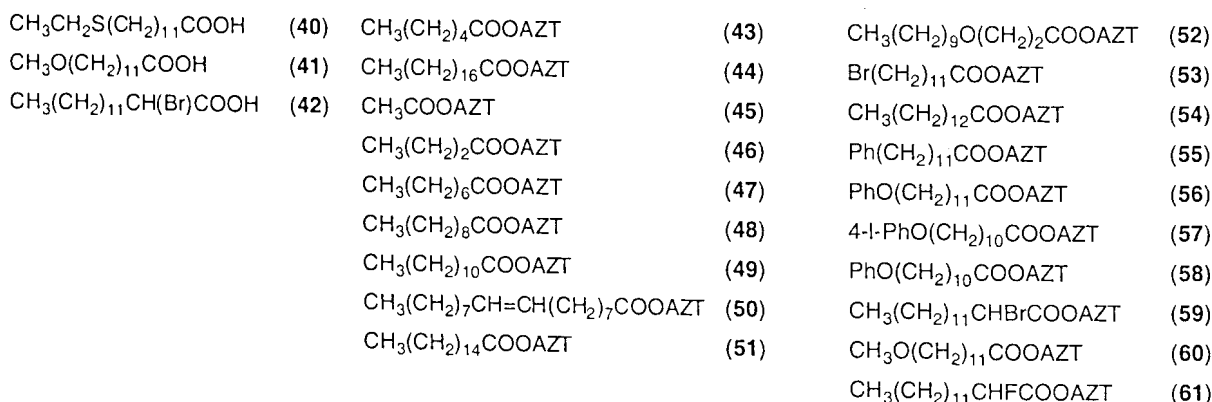 CH₃CH₂S(CH₂)₁₁COOH (40)
CH₃O(CH₂)₁₁COOH (41)
CH₃(CH₂)₁₁CH(Br)COOH (42)
CH₃(CH₂)₄COOAZT (43)
CH₃(CH₂)₁₆COOAZT (44)
CH₃COOAZT (45)
CH₃(CH₂)₂COOAZT (46)
CH₃(CH₂)₆COOAZT (47)
CH₃(CH₂)₈COOAZT (48)
CH₃(CH₂)₁₀COOAZT (49)
CH₃(CH₂)₇CH=CH(CH₂)₇COOAZT (50)
CH₃(CH₂)₁₄COOAZT (51)
CH₃(CH₂)₉O(CH₂)₂COOAZT (52)
Br(CH₂)₁₁COOAZT (53)
CH₃(CH₂)₁₂COOAZT (54)
Ph(CH₂)₁₁COOAZT (55)
PhO(CH₂)₁₁COOAZT (56)
4-I-PhO(CH₂)₁₀COOAZT (57)
PhO(CH₂)₁₀COOAZT (58)
CH₃(CH₂)₁₁CHBrCOOAZT (59)
CH₃O(CH₂)₁₁COOAZT (60)
CH₃(CH₂)₁₁CHFCOOAZT (61)